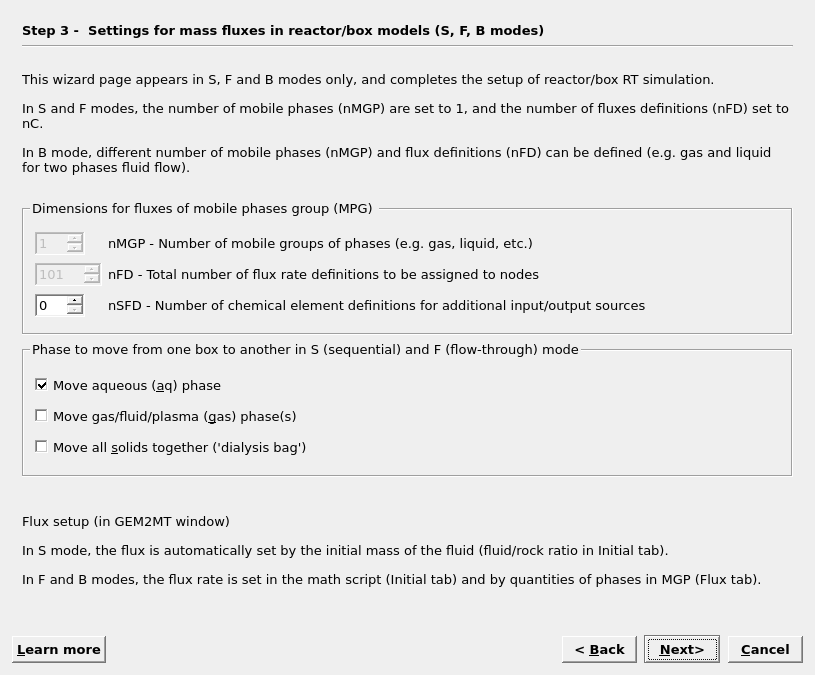 Step 3 -  Settings for mass fluxes in reactor/box models (S, F, B modes)
This wizard page appears in S, F and B modes only, and completes the setup of reactor/box RT simulation.
In S and F modes, the number of mobile phases (nMGP) are set to 1, and the number of fluxes definitions (nFD) set to
nC.
In B mode, different number of mobile phases (nMGP) and flux definitions (nFD) can be defined (e.g. gas and liquid
for two phases fluid flow).
Dimensions for fluxes of mobile phases group (MPG)
1 nMGP - Number of mobile groups of phases (e.g. gas, liquid, etc.)
101 nFD - Total number of flux rate definitions to be assigned to nodes
0 nSFD - Number of chemical element definitions for additional input/output sources
Phase to move from one box to another in S (sequential) and F (flow-through) mode
Move aqueous (aq) phase
Move gas/fluid/plasma (gas) phase(s)
Move all solids together ('dialysis bag')
Flux setup (in GEM2MT window)
In S mode, the flux is automatically set by the initial mass of the fluid (fluid/rock ratio in Initial tab).
In F and B modes, the flux rate is set in the math script (Initial tab) and by quantities of phases in MGP (Flux tab).
Learn more < Back Next> Cancel